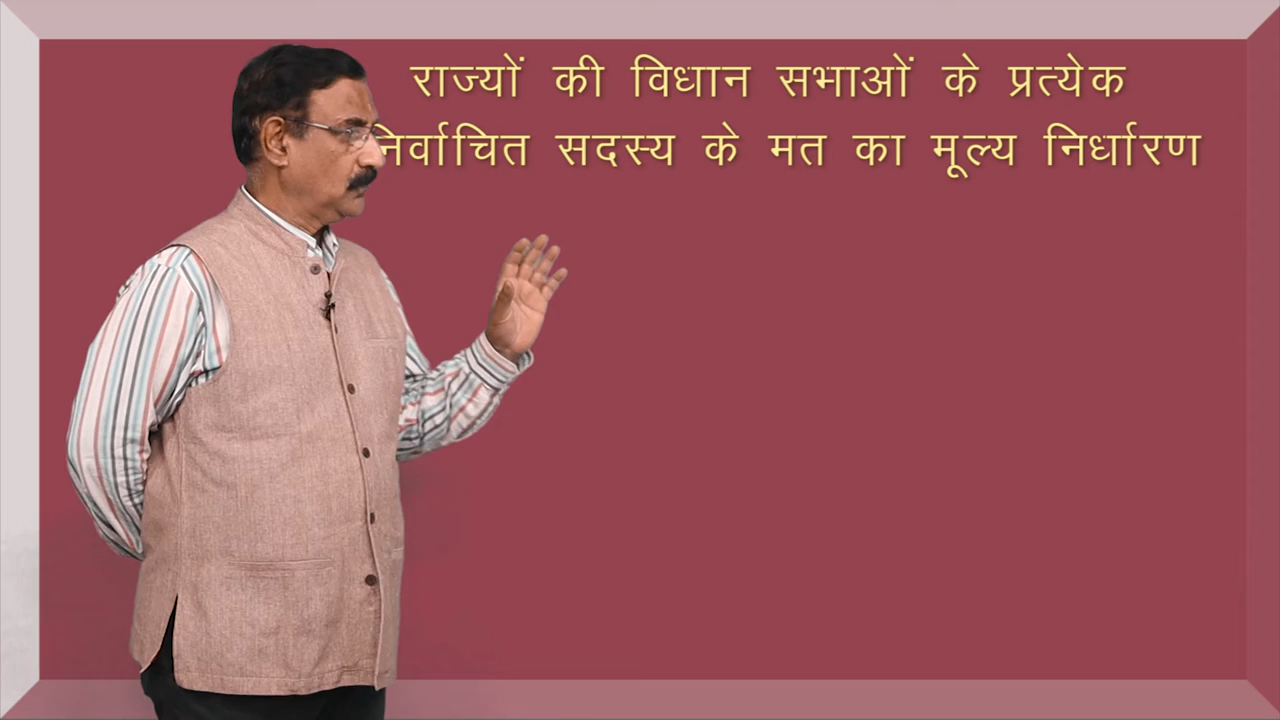 राज्यों की विधान सभाओं के प्रत्येक
निर्वाचित सदस्य के मत का मूल्य निर्धारण